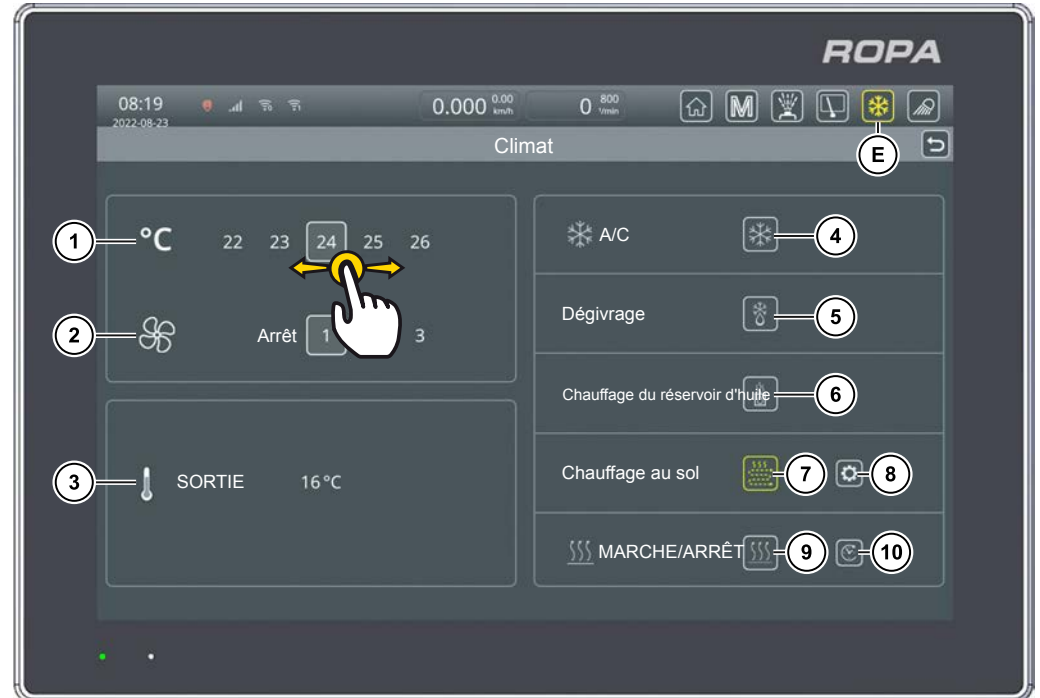 ROPA
08:19
2022-08-23
0.000 0.00 km/h
0 800 1/min
M
E
Climat
1 °C 22 23 24 25 26
2 Arrêt 1 3
3 SORTIE 16 °C
A/C 4
Dégivrage 5
Chauffage du réservoir d'huile 6
Chauffage au sol 7 8
MARCHE/ARRÊT 9 10